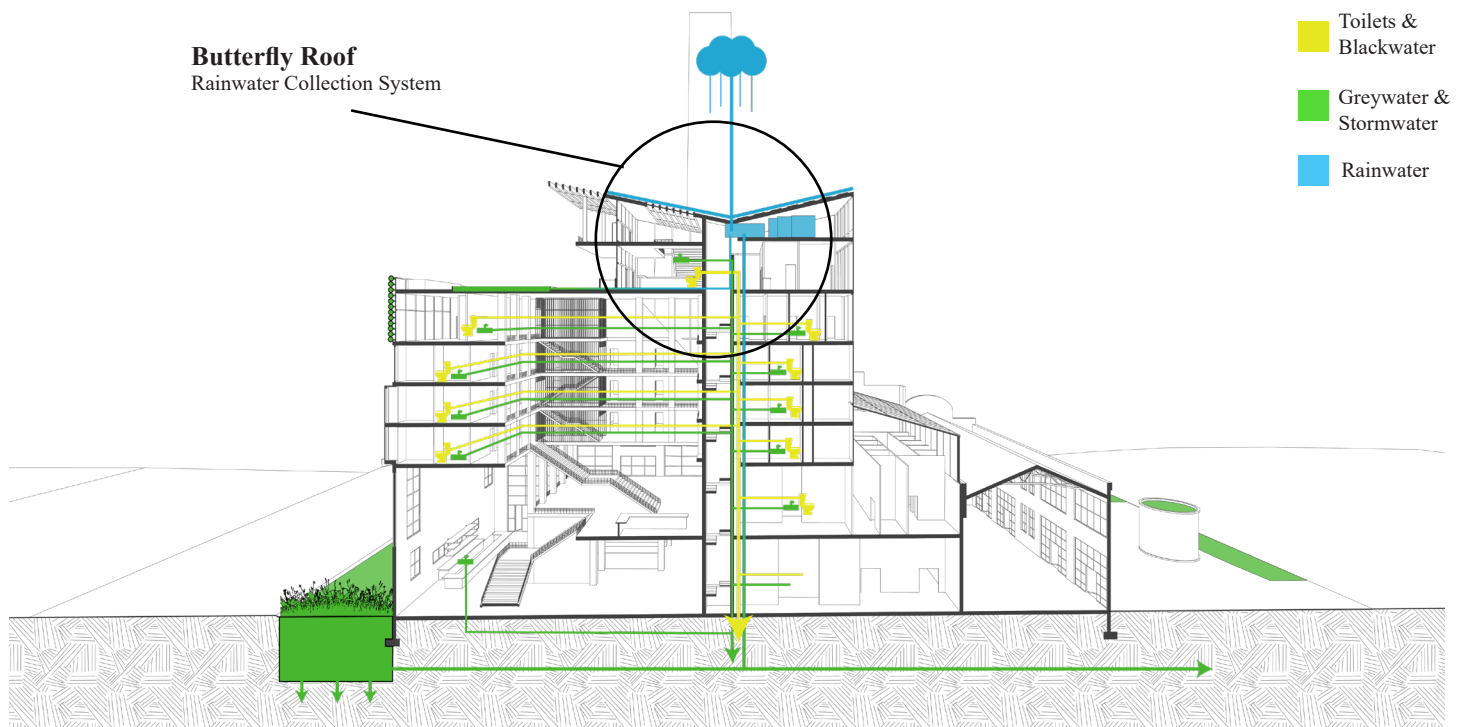 Butterfly Roof
Rainwater Collection System
Toilets &
Blackwater
Greywater &
Stormwater
Rainwater